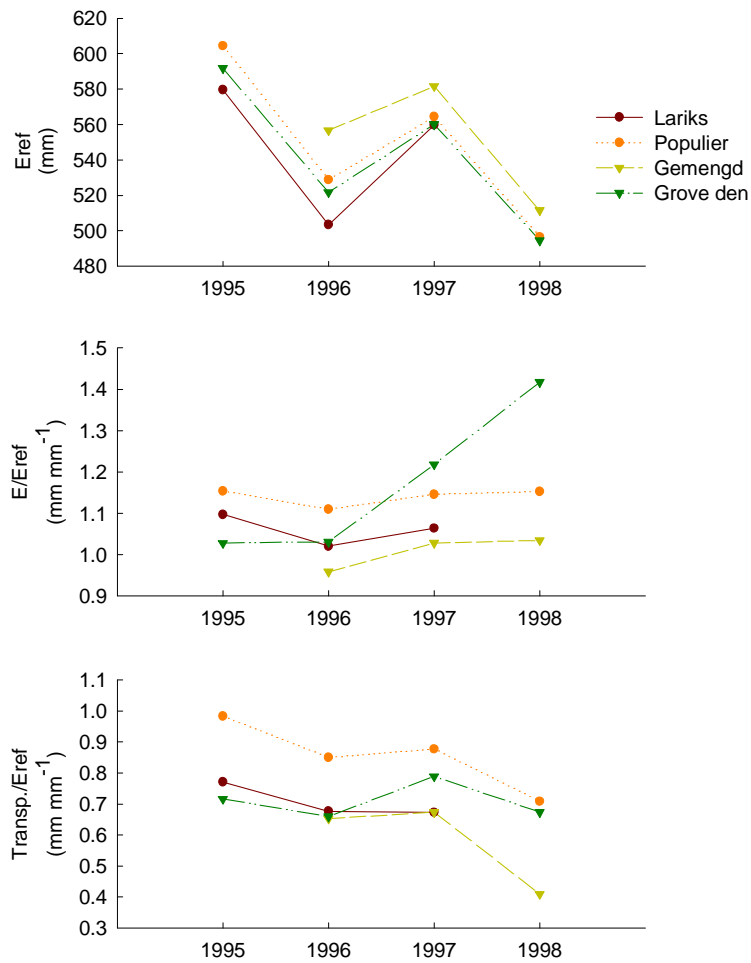 620
600
580
560
540
520
500
480
Eref
(mm)
1995 1996 1997 1998
Lariks
Populier
Gemengd
Grove den
1.5
1.4
1.3
1.2
1.1
1.0
0.9
E/Eref
(mm mm-1)
1995 1996 1997 1998
1.1
1.0
0.9
0.8
0.7
0.6
0.5
0.4
0.3
Transp./Eref
(mm mm-1)
1995 1996 1997 1998